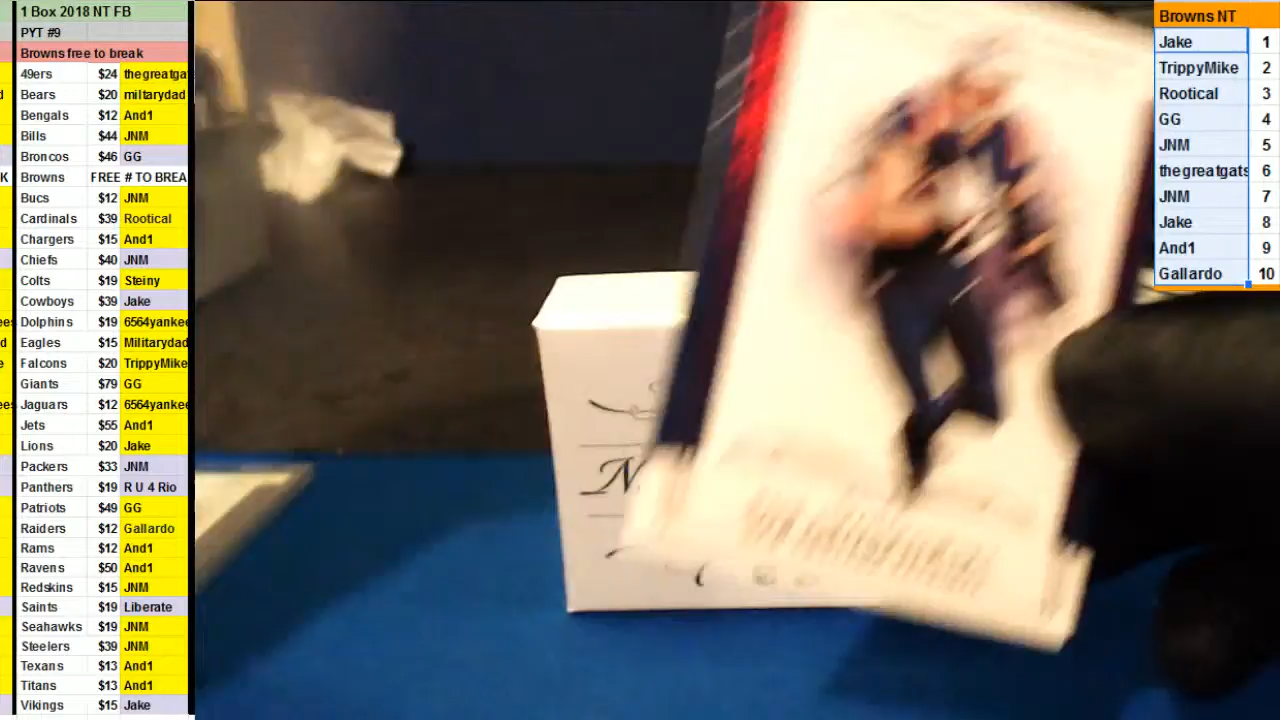 1 Box 2018 NT FB
PYT #9
Browns free to break
49ers $24 thegreatga
Bears $20 miltarydad
Bengals $12 And1
Bills $44 JNM
Broncos $46 GG
Browns FREE # TO BREA
Bucs $12 JNM
Cardinals $39 Rootical
Chargers $15 And1
Chiefs $40 JNM
Colts $19 Steiny
Cowboys $39 Jake
Dolphins $19 6564yankee
Eagles $15 Militarydad
Falcons $20 TrippyMike
Giants $79 GG
Jaguars $12 6564yankee
Jets $55 And1
Lions $20 Jake
Packers $33 JNM
Panthers $19 R U 4 Rio
Patriots $49 GG
Raiders $12 Gallardo
Rams $12 And1
Ravens $50 And1
Redskins $15 JNM
Saints $19 Liberate
Seahawks $19 JNM
Steelers $39 JNM
Texans $13 And1
Titans $13 And1
Vikings $15 Jake
Browns NT
Jake 1
TrippyMike 2
Rootical 3
GG 4
JNM 5
thegreatgats 6
JNM 7
Jake 8
And1 9
Gallardo 10